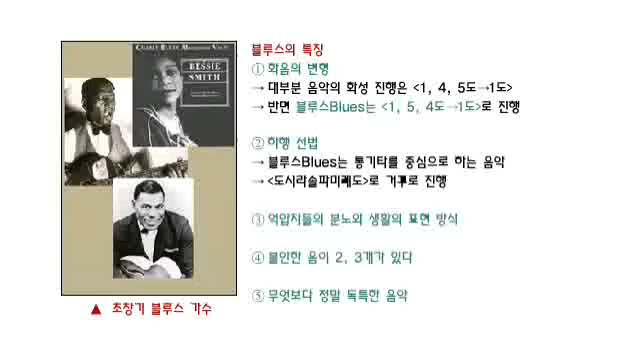 BESSIE
SMITH
▲ 초창기 블루스 가수
블루스의 특징
① 화음의 변형
→ 대부분 음악의 화성 진행은 <1, 4, 5도→1도>
→ 반면 블루스Blues는 <1, 5, 4도→1도>로 진행
② 하행 선법
→ 블루스Blues는 통기타를 중심으로 하는 음악
→ <도시라솔파미레도>로 거꾸로 진행
③ 억압자들의 분노와 생활의 표현 방식
④ 불안한 음이 2, 3개가 있다
⑤ 무엇보다 정말 독특한 음악